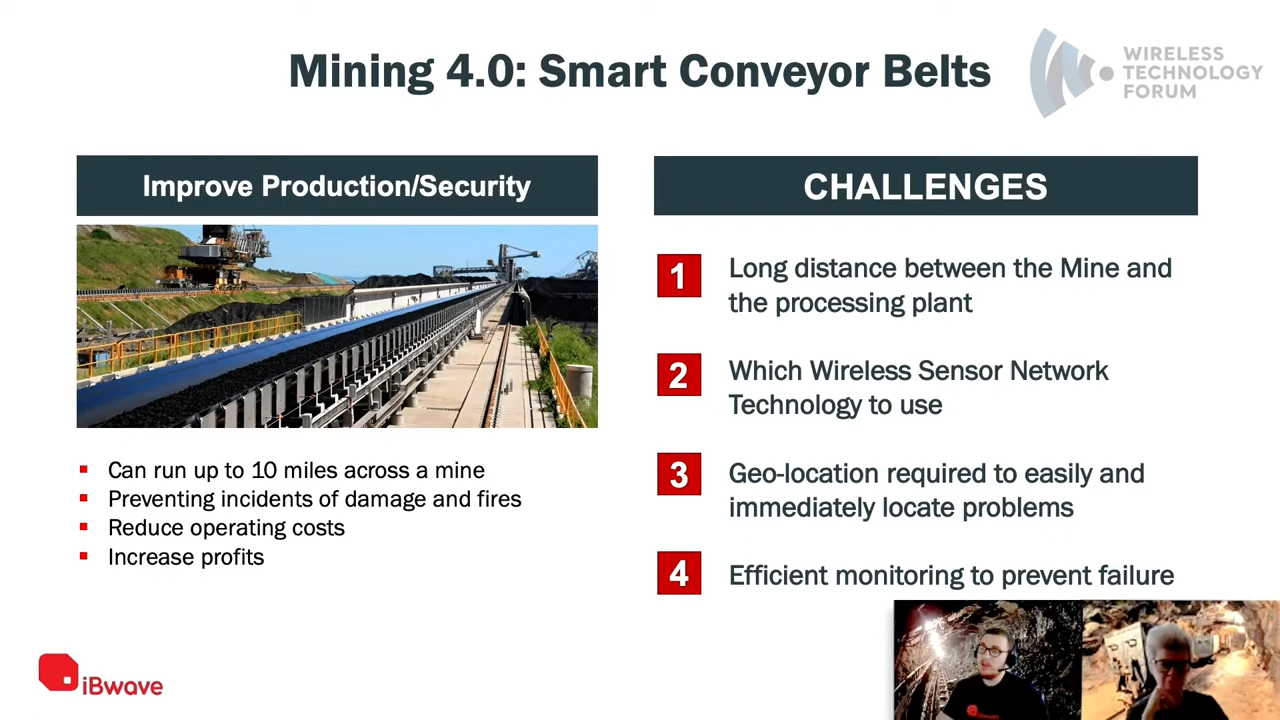 Mining 4.0: Smart Conveyor Belts
WIRELESS
TECHNOLOGY
FORUM
Improve Production/Security
Can run up to 10 miles across a mine
Preventing incidents of damage and fires
Reduce operating costs
Increase profits
CHALLENGES
1
Long distance between the Mine and
the processing plant
2
Which Wireless Sensor Network
Technology to use
3
Geo-location required to easily and
immediately locate problems
4
Efficient monitoring to prevent failure
iBwave
iBwave